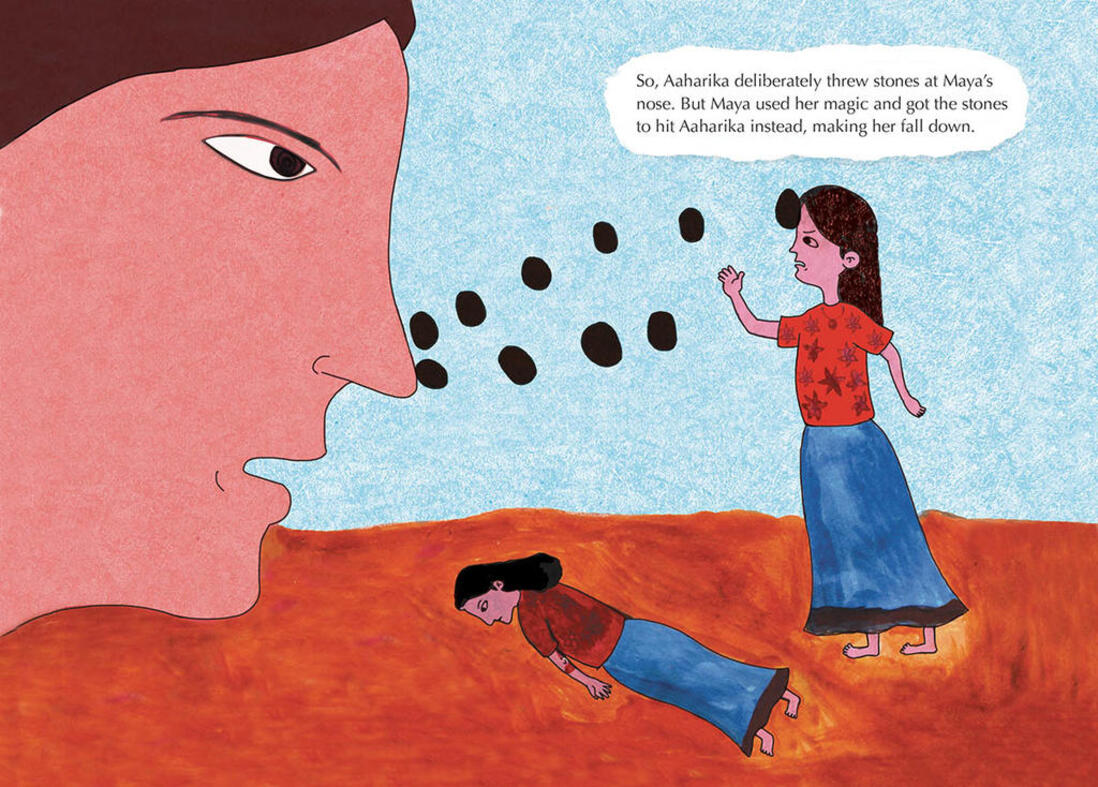 So, Aaharika deliberately threw stones at Maya's
nose. But Maya used her magic and got the stones
to hit Aaharika instead, making her fall down.